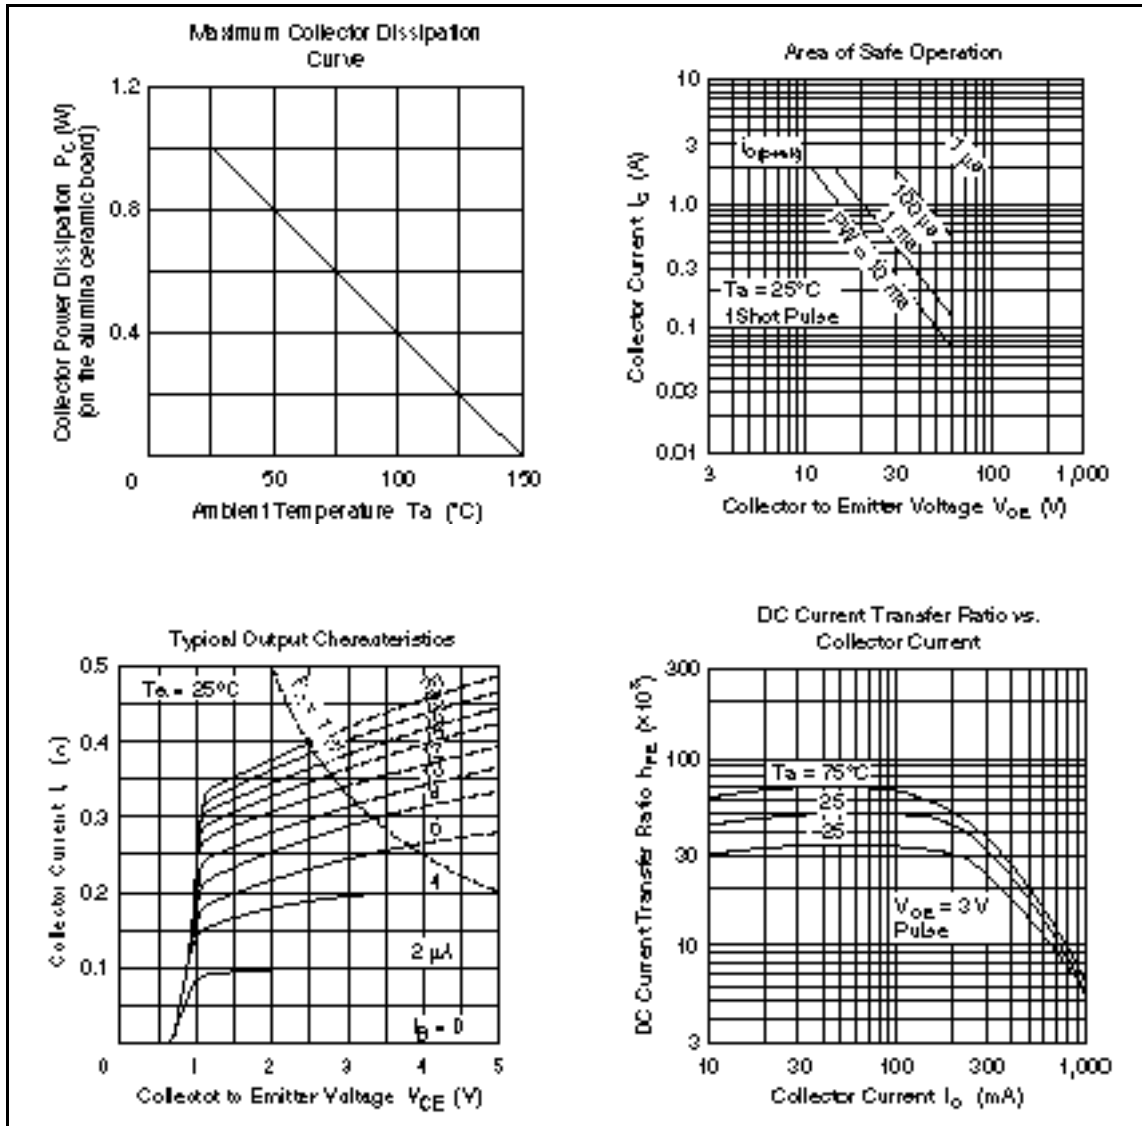 Maximum Collector Dissipation
Curve
Collector Power Dissipation P_C (W)
(on the alumina ceramic board)
1.2
0.8
0.4
0
50
100
150
Ambient Temperature Ta (°C)
Area of Safe Operation
Collector Current I_C (A)
10
3
1.0
0.3
0.1
0.03
0.01
i_C(peak)
1 μs
100 μs
1 ms
PW = 10 ms
Ta = 25°C
1 Shot Pulse
3
10
30
100
1,000
Collector to Emitter Voltage V_CE (V)
Typical Output Chereateristics
Collector Current I (A)
Ta = 25°C
0.5
0.4
0.3
0.2
0.1
6
4
2 μA
I_B = 0
0
1
2
3
4
5
Collector to Emitter Voltage V_CE (V)
DC Current Transfer Ratio vs.
Collector Current
DC Current Transfer Ratio h_FE (×10³)
300
100
30
10
3
Ta = 75°C
25
-25
V_CE = 3 V
Pulse
10
30
100
300
1,000
Collector Current I_C (mA)